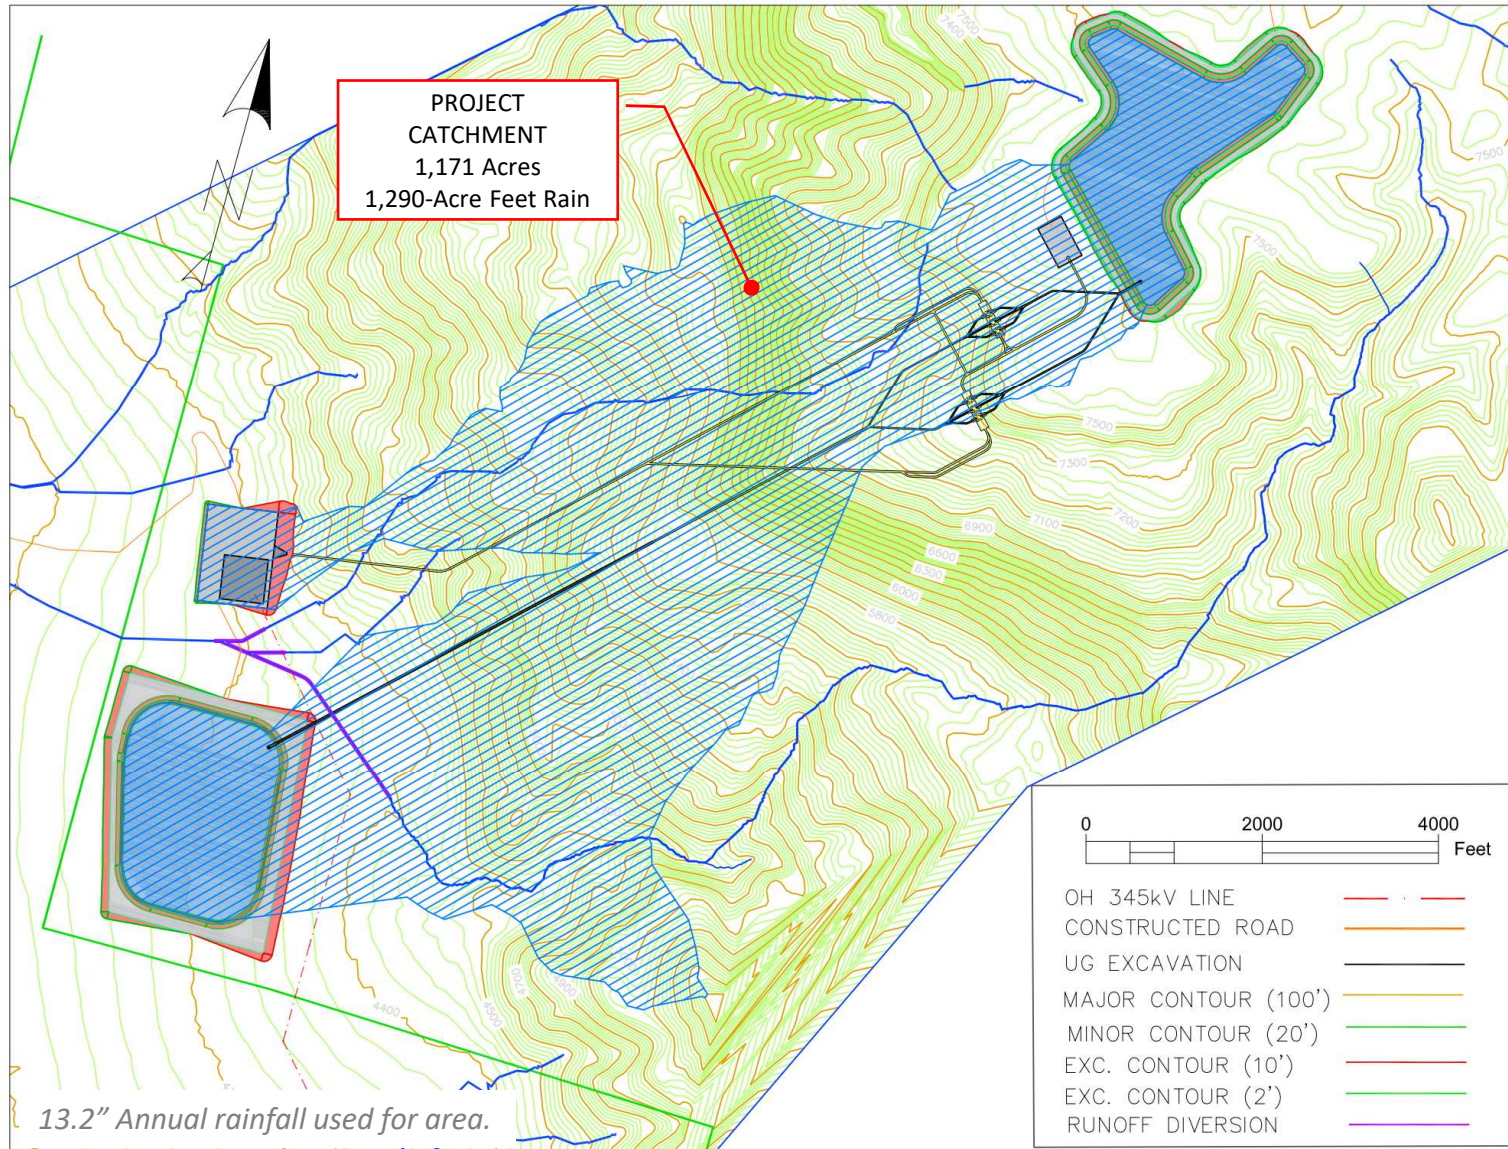 7500
7400
PROJECT
CATCHMENT
1,171 Acres
1,290-Acre Feet Rain
N
7500
7500
7500
7300
7200
7100
6900
6600
6300
6000
5800
4700
4900
4500
4400
0 2000 4000
Feet
OH 345kV LINE
CONSTRUCTED ROAD
UG EXCAVATION
MAJOR CONTOUR (100')
MINOR CONTOUR (20')
EXC. CONTOUR (10')
EXC. CONTOUR (2')
RUNOFF DIVERSION
13.2” Annual rainfall used for area.